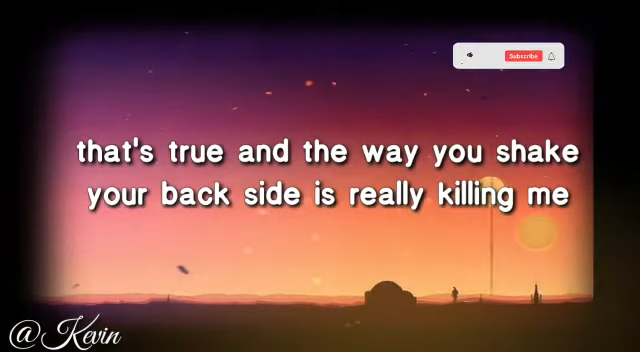 Subscribe
that's true and the way you shake
your back side is really killing me
@Kevin